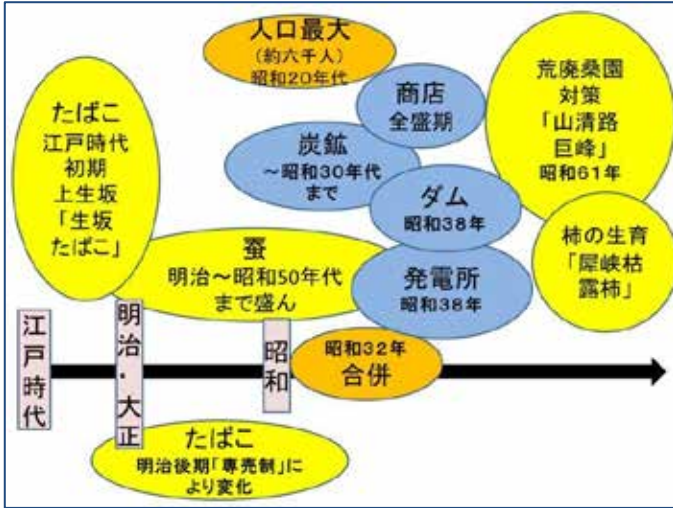 人口最大
(約六千人)
昭和20年代
商店
全盛期
荒廃桑園
対策
「山清路
巨峰」
昭和61年
たばこ
江戸時代
初期
上生坂
「生坂
たばこ」
炭鉱
～昭和30年代
まで
ダム
昭和38年
柿の生育
「犀峡枯
露柿」
蚕
明治～昭和50年代
まで盛ん
発電所
昭和38年
江戸時代
明治・大正
昭和
昭和32年
合併
たばこ
明治後期「専売制」に
より変化